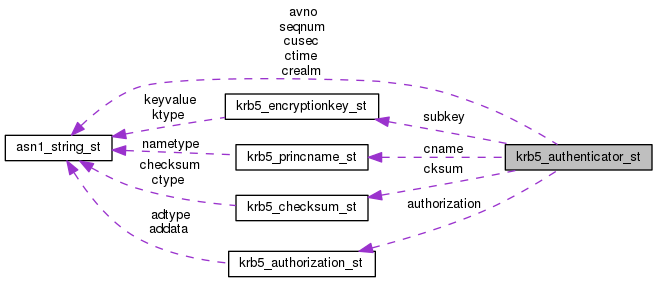 avno
seqnum
cusec
ctime
crealm
keyvalue
ktype
krb5_encryptionkey_st
subkey
asn1_string_st
nametype
krb5_princname_st
cname
krb5_authenticator_st
checksum
ctype
krb5_checksum_st
cksum
adtype
addata
krb5_authorization_st
authorization